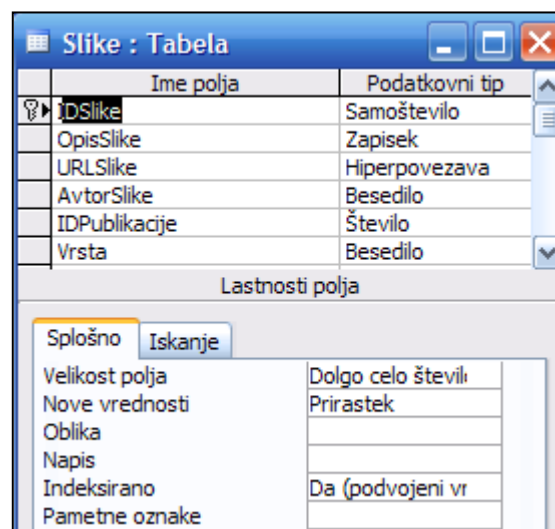 Slike : Tabela
Ime polja Podatkovni tip
IDSlike Samoštevilo
OpisSlike Zapisek
URLSlike Hiperpovezava
AvtorSlike Besedilo
IDPublikacije Število
Vrsta Besedilo
Lastnosti polja
Splošno Iskanje
Velikost polja Dolgo celo števil
Nove vrednosti Prirastek
Oblika
Napis
Indeksirano Da (podvojeni vr
Pametne oznake